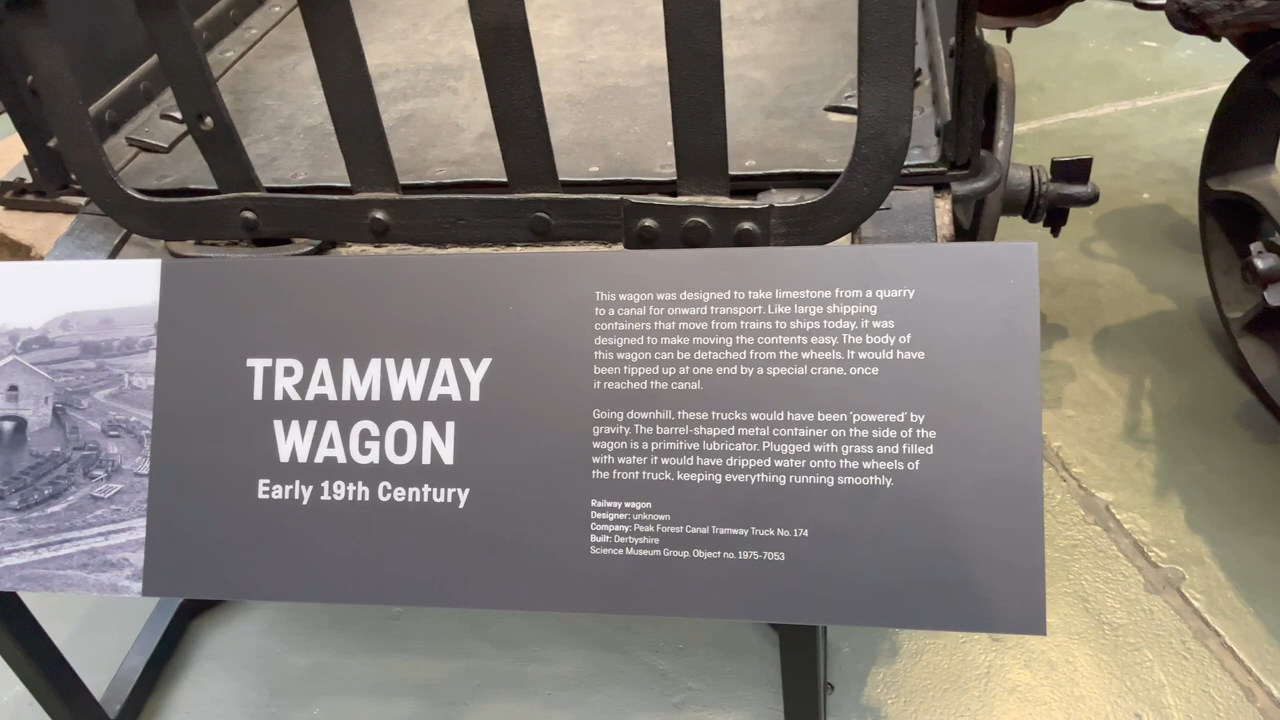 TRAMWAY
WAGON
Early 19th Century
This wagon was designed to take limestone from a quarry
to a canal for onward transport. Like large shipping
containers that move from trains to ships today, it was
designed to make moving the contents easy. The body of
this wagon can be detached from the wheels. It would have
been tipped up at one end by a special crane, once
it reached the canal.
Going downhill, these trucks would have been 'powered' by
gravity. The barrel-shaped metal container on the side of the
wagon is a primitive lubricator. Plugged with grass and filled
with water it would have dripped water onto the wheels of
the front truck, keeping everything running smoothly.
Railway wagon
Designer: unknown
Company: Peak Forest Canal Tramway Truck No. 174
Built: Derbyshire
Science Museum Group. Object no. 1975-7053